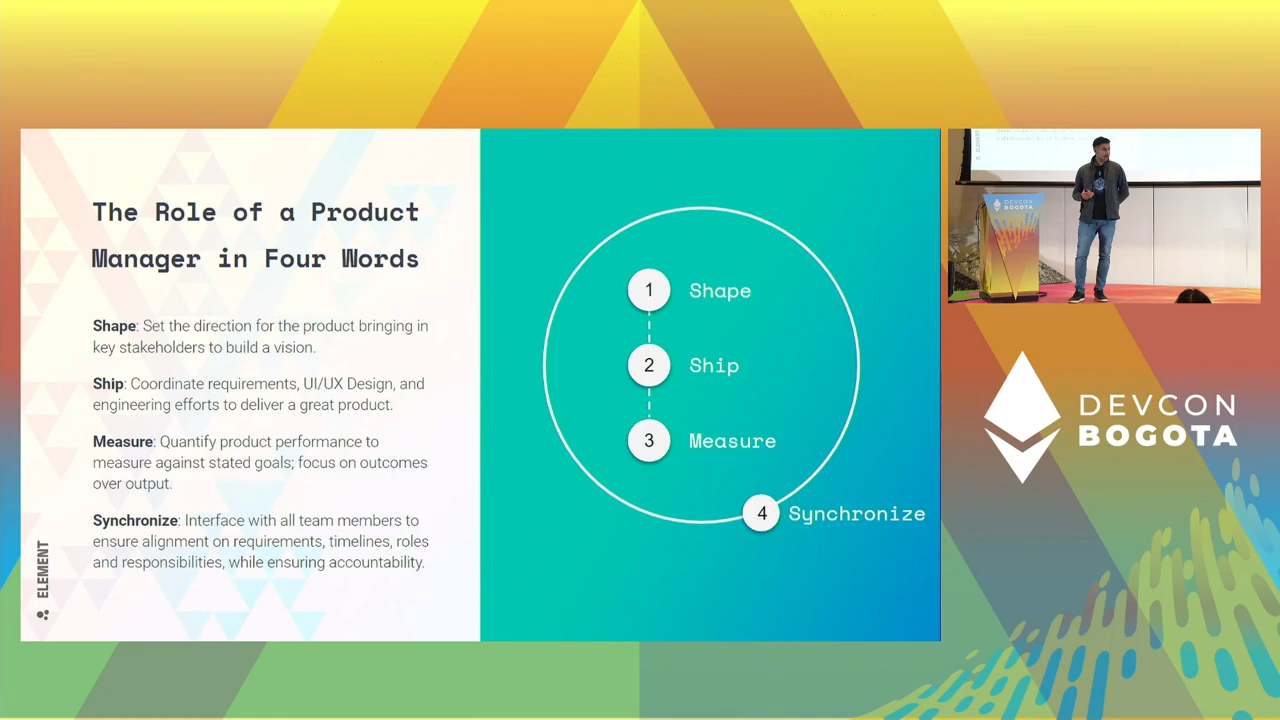 The Role of a Product
Manager in Four Words
Shape: Set the direction for the product bringing in
key stakeholders to build a vision.
Ship: Coordinate requirements, UI/UX Design, and
engineering efforts to deliver a great product.
Measure: Quantify product performance to
measure against stated goals; focus on outcomes
over output.
Synchronize: Interface with all team members to
ensure alignment on requirements, timelines, roles
and responsibilities, while ensuring accountability.
ELEMENT
1 Shape
2 Ship
3 Measure
4 Synchronize
DEVCON
BOGOTA
DEVCON
BOGOTA